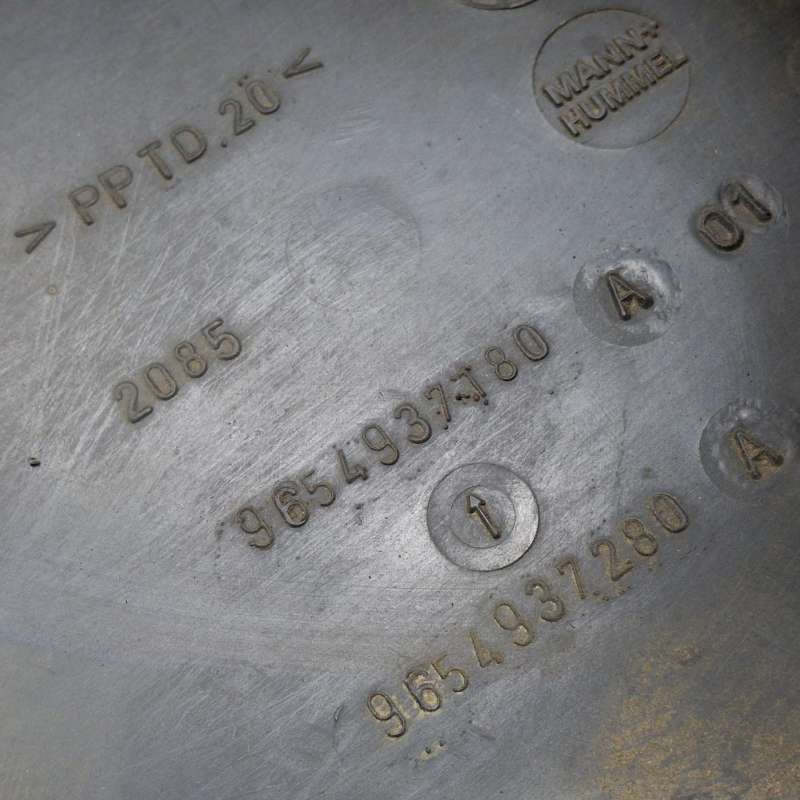 MANN+
HUMMEL
> PPTD.20 <
01
2085
9654937180 A
9654937280 A